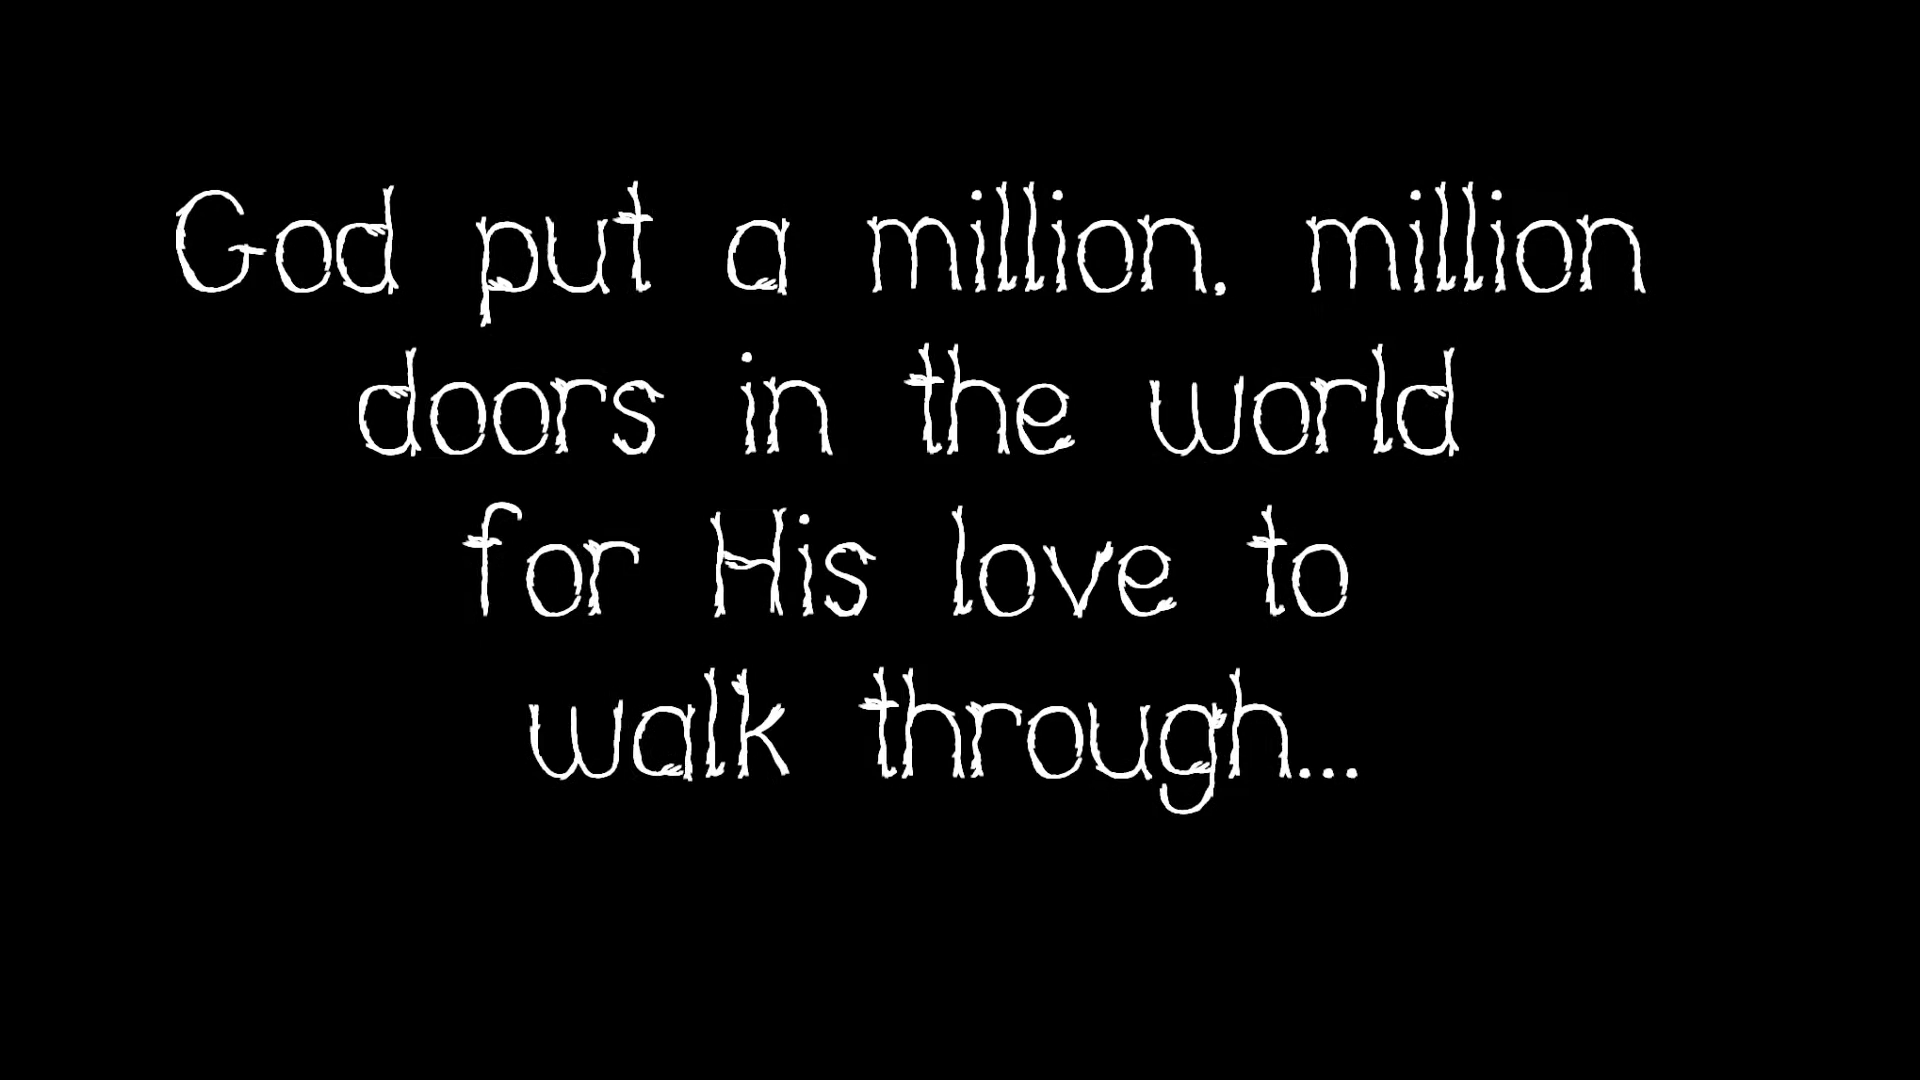 God put a million, million
doors in the world
for His love to
walk through...